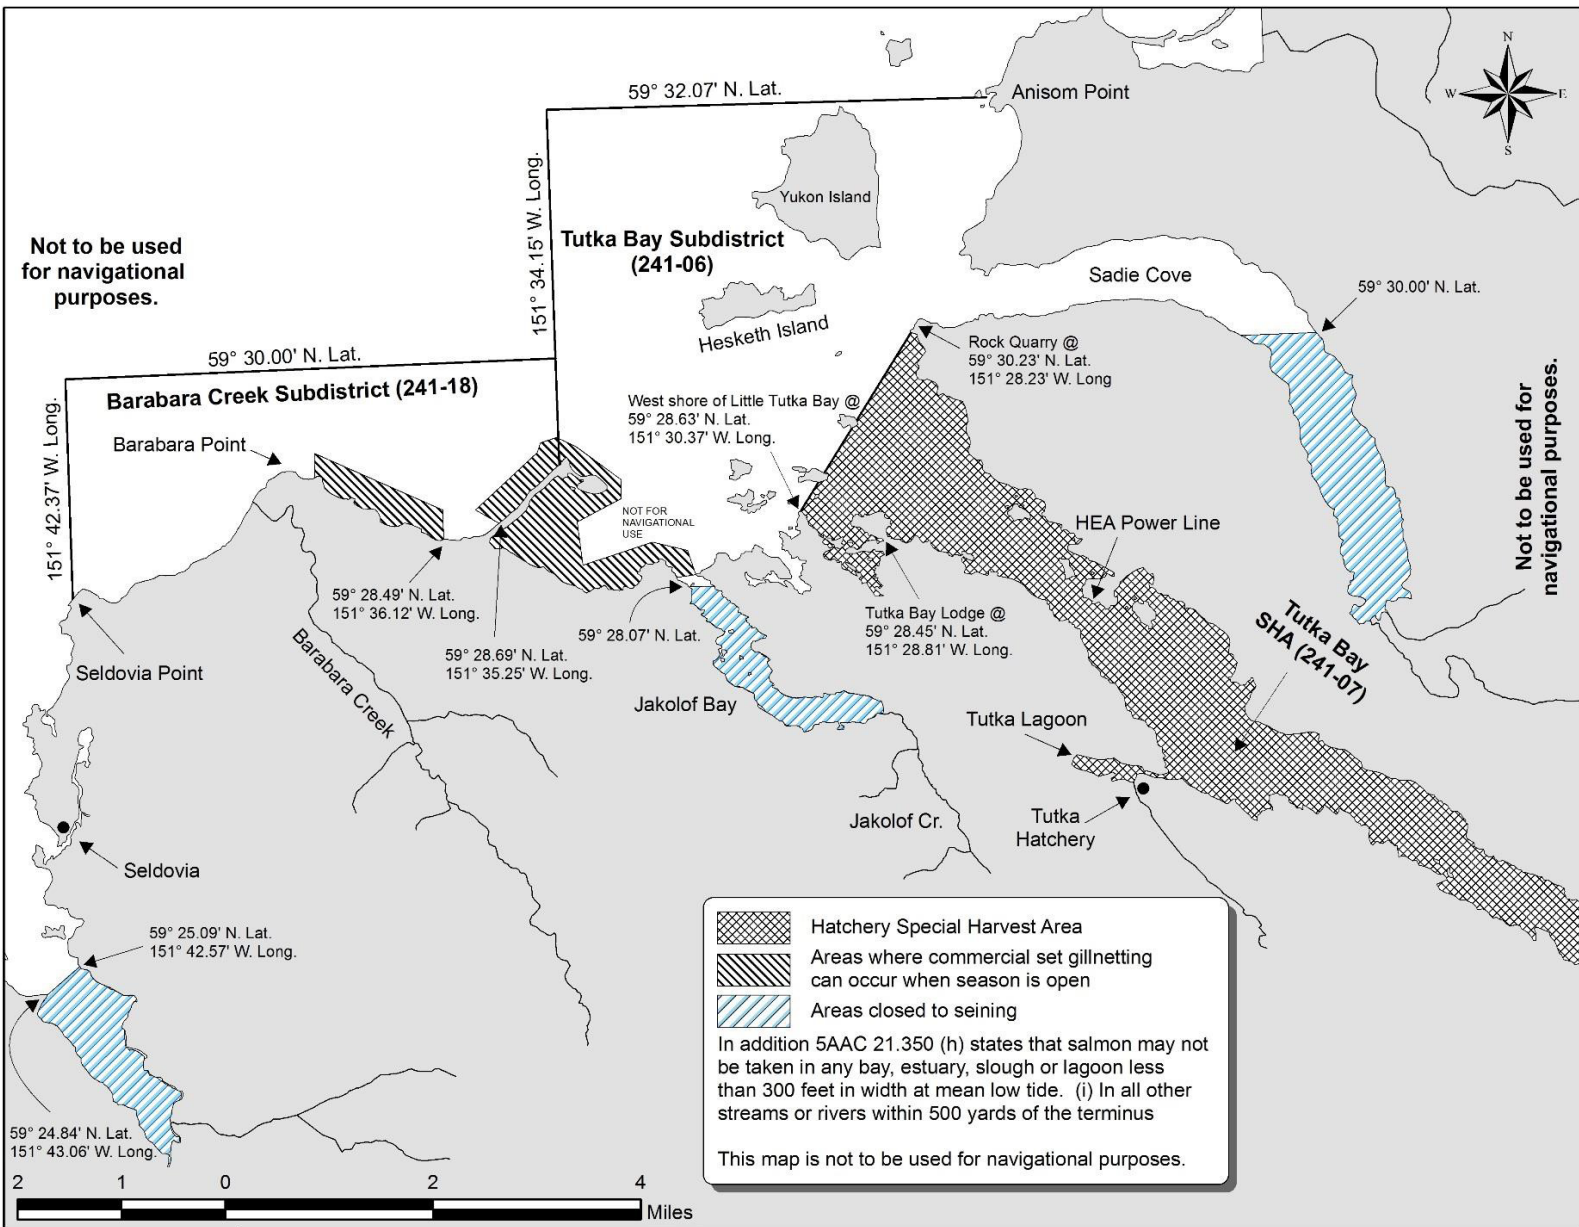 N
W
E
S
59° 32.07' N. Lat.
Anisom Point
151° 34.15' W. Long.
Yukon Island
Not to be used
for navigational
purposes.
Tutka Bay Subdistrict
(241-06)
Sadie Cove
59° 30.00' N. Lat.
Hesketh Island
59° 30.00' N. Lat.
Rock Quarry @
59° 30.23' N. Lat.
151° 28.23' W. Long
Barabara Creek Subdistrict (241-18)
151° 42.37' W. Long.
West shore of Little Tutka Bay @
59° 28.63' N. Lat.
151° 30.37' W. Long.
Not to be used for
navigational purposes.
Barabara Point
NOT FOR
NAVIGATIONAL
USE
HEA Power Line
59° 28.49' N. Lat.
151° 36.12' W. Long.
59° 28.07' N. Lat.
Tutka Bay Lodge @
59° 28.45' N. Lat.
151° 28.81' W. Long.
Tutka Bay
SHA (241-07)
59° 28.69' N. Lat.
151° 35.25' W. Long.
Seldovia Point
Barabara Creek
Jakolof Bay
Tutka Lagoon
Jakolof Cr.
Tutka
Hatchery
Seldovia
59° 25.09' N. Lat.
151° 42.57' W. Long.
Hatchery Special Harvest Area
Areas where commercial set gillnetting
can occur when season is open
Areas closed to seining
In addition 5AAC 21.350 (h) states that salmon may not
be taken in any bay, estuary, slough or lagoon less
than 300 feet in width at mean low tide. (i) In all other
streams or rivers within 500 yards of the terminus
This map is not to be used for navigational purposes.
59° 24.84' N. Lat.
151° 43.06' W. Long.
2 1 0 2 4
Miles